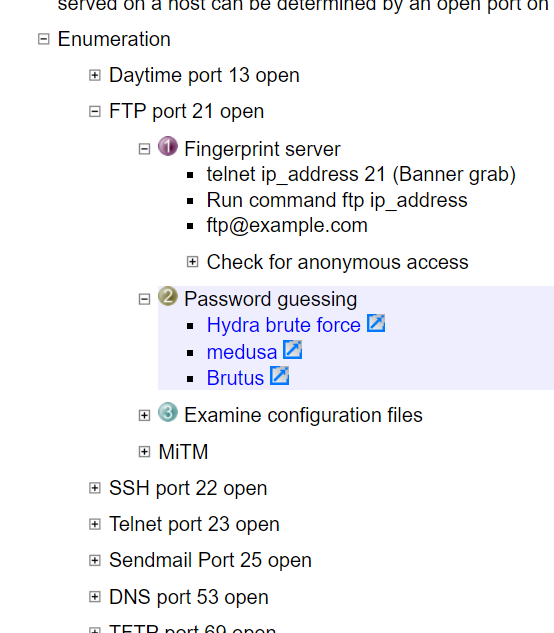 served on a host can be determined by an open port on
Enumeration
Daytime port 13 open
FTP port 21 open
1 Fingerprint server
telnet ip_address 21 (Banner grab)
Run command ftp ip_address
ftp@example.com
Check for anonymous access
2 Password guessing
Hydra brute force
medusa
Brutus
3 Examine configuration files
MiTM
SSH port 22 open
Telnet port 23 open
Sendmail Port 25 open
DNS port 53 open
TFTP port 69 open